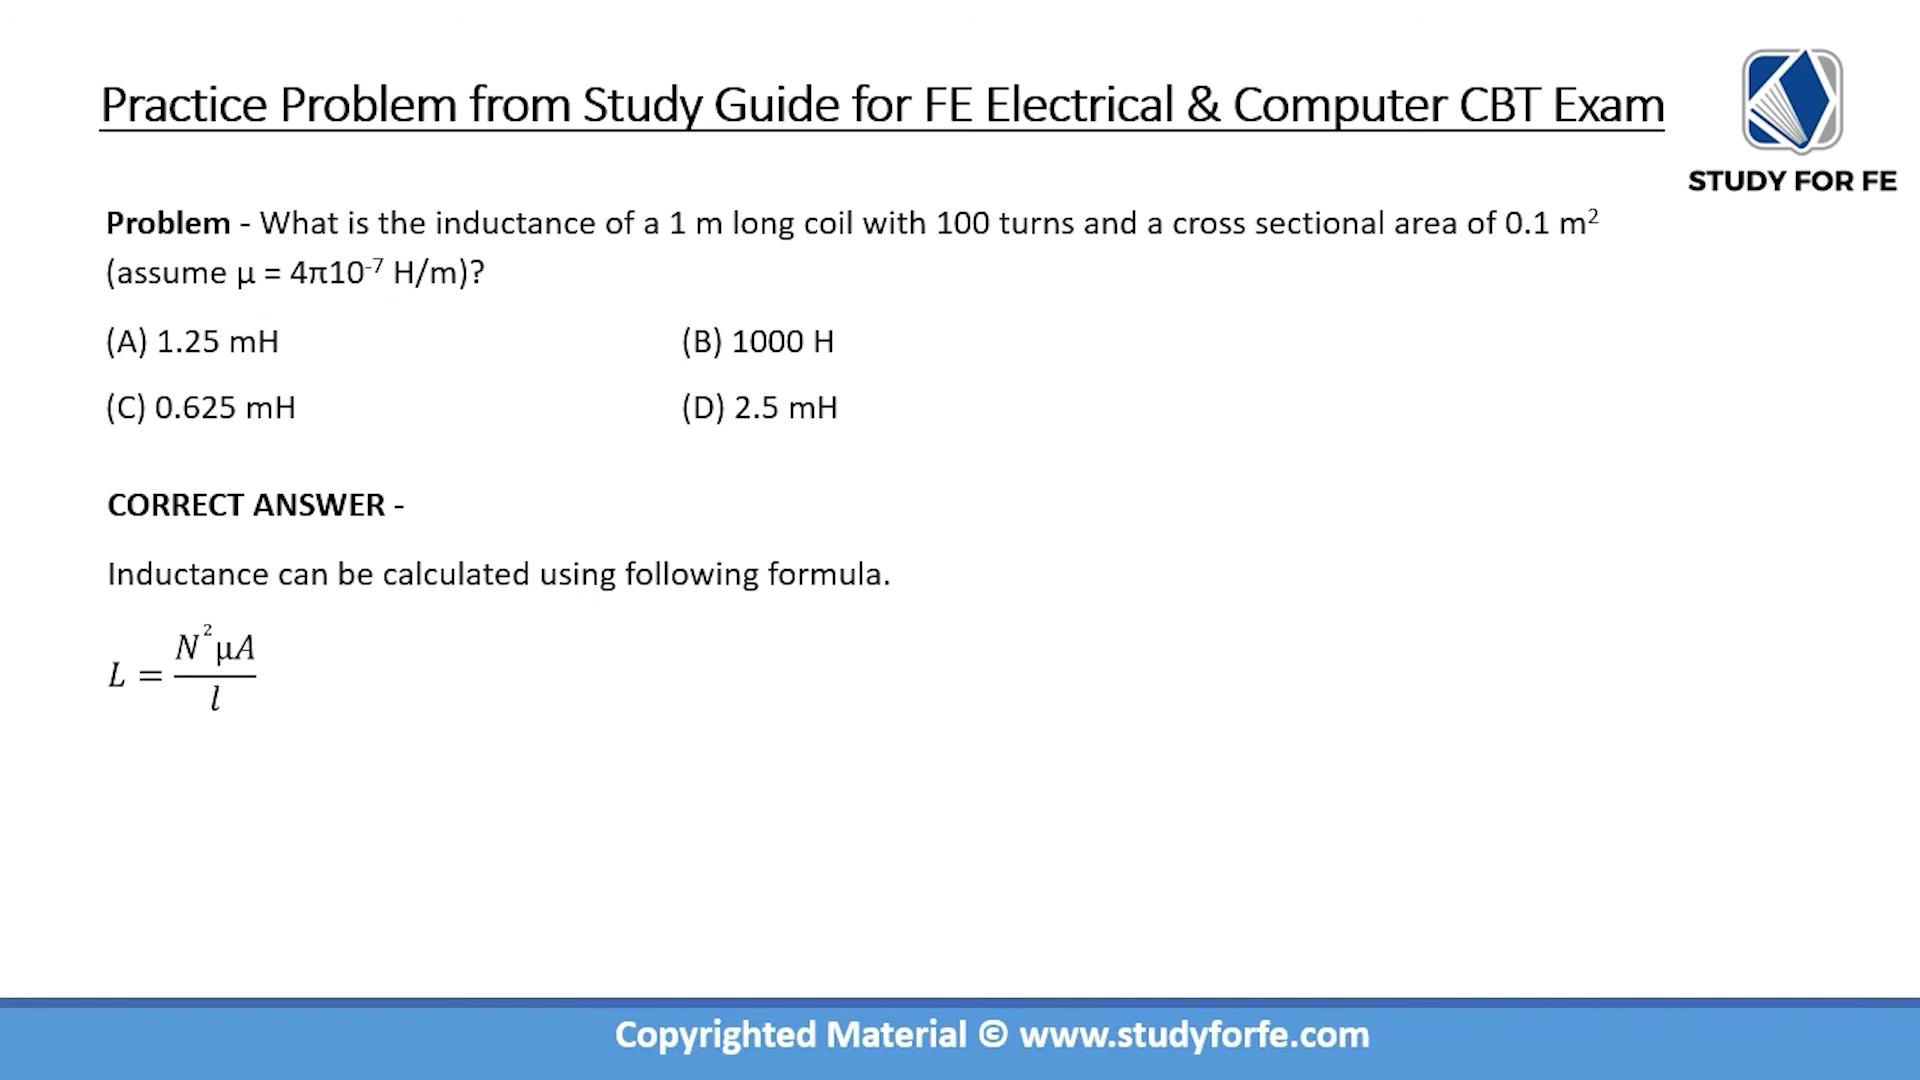 Practice Problem from Study Guide for FE Electrical & Computer CBT Exam
STUDY FOR FE
Problem - What is the inductance of a 1 m long coil with 100 turns and a cross sectional area of 0.1 m²
(assume µ = 4π10⁻⁷ H/m)?
(A) 1.25 mH (B) 1000 H
(C) 0.625 mH (D) 2.5 mH
CORRECT ANSWER -
Inductance can be calculated using following formula.
L = N²µA / l
Copyrighted Material © www.studyforfe.com